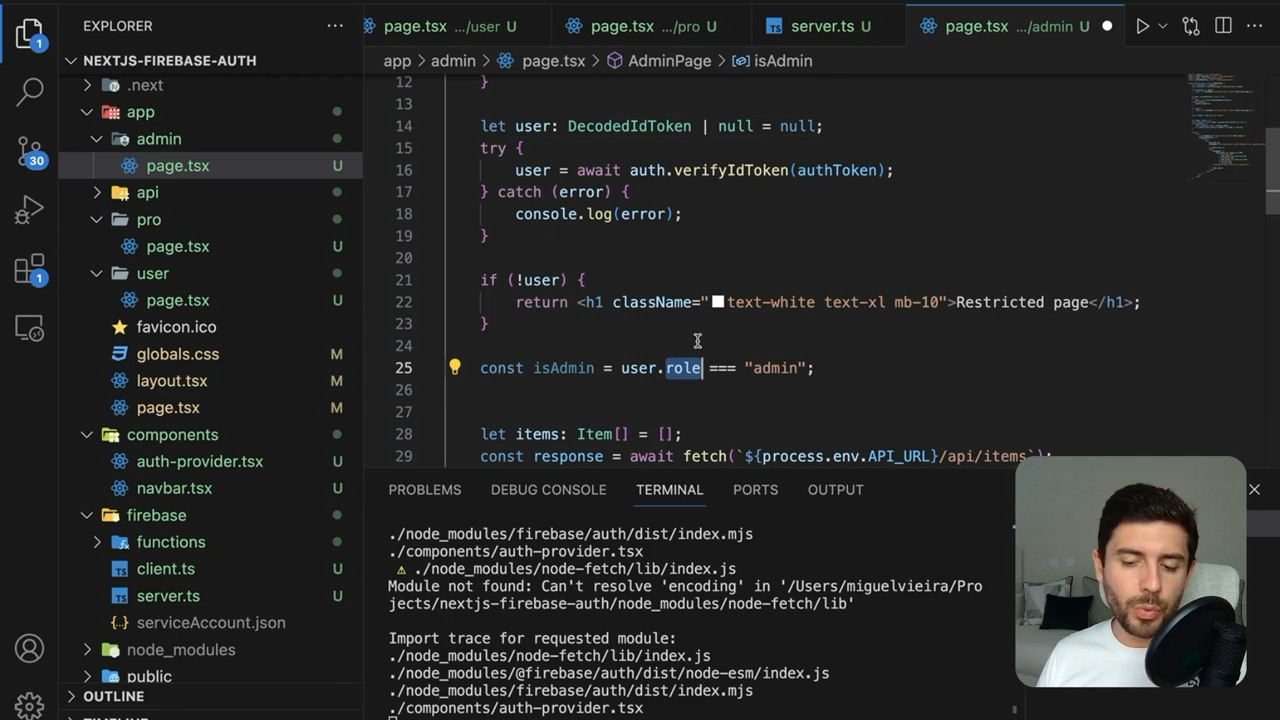 EXPLORER
page.tsx .../user U
page.tsx .../pro U
TS server.ts U
page.tsx .../admin U
1
NEXTJS-FIREBASE-AUTH
app > admin > page.tsx > AdminPage > isAdmin
.next
app
admin
page.tsx U
api
pro
page.tsx U
user
page.tsx U
favicon.ico
globals.css M
layout.tsx M
page.tsx M
components
auth-provider.tsx U
navbar.tsx U
firebase
functions
TS client.ts U
TS server.ts U
{} serviceAccount.json
node_modules
public
OUTLINE
30
1
12 }
13
14 let user: DecodedIdToken | null = null;
15 try {
16 user = await auth.verifyIdToken(authToken);
17 } catch (error) {
18 console.log(error);
19 }
20
21 if (!user) {
22 return <h1 className="text-white text-xl mb-10">Restricted page</h1>;
23 }
24
25 const isAdmin = user.role === "admin";
26
27
28 let items: Item[] = [];
29 const response = await fetch(`${process.env.API_URL}/api/items`);
PROBLEMS DEBUG CONSOLE TERMINAL PORTS OUTPUT
./node_modules/firebase/auth/dist/index.mjs
./components/auth-provider.tsx
⚠ ./node_modules/node-fetch/lib/index.js
Module not found: Can't resolve 'encoding' in '/Users/miguelvieira/Pro
jects/nextjs-firebase-auth/node_modules/node-fetch/lib'
Import trace for requested module:
./node_modules/node-fetch/lib/index.js
./node_modules/@firebase/auth/dist/node-esm/index.js
./node_modules/firebase/auth/dist/index.mjs
./components/auth-provider.tsx